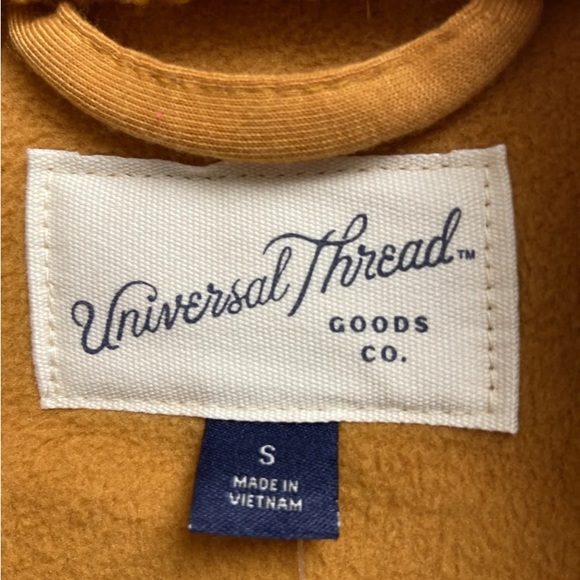 Universal Thread™
GOODS
CO.
S
MADE IN
VIETNAM